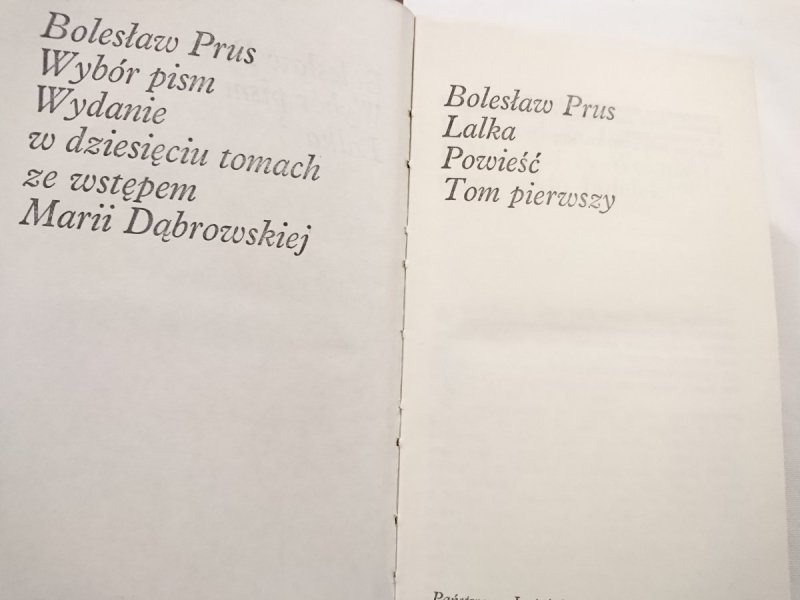 Bolesław Prus
Wybór pism
Wydanie
w dziesięciu tomach
ze wstępem
Marii Dąbrowskiej
Bolesław Prus
Lalka
Powieść
Tom pierwszy